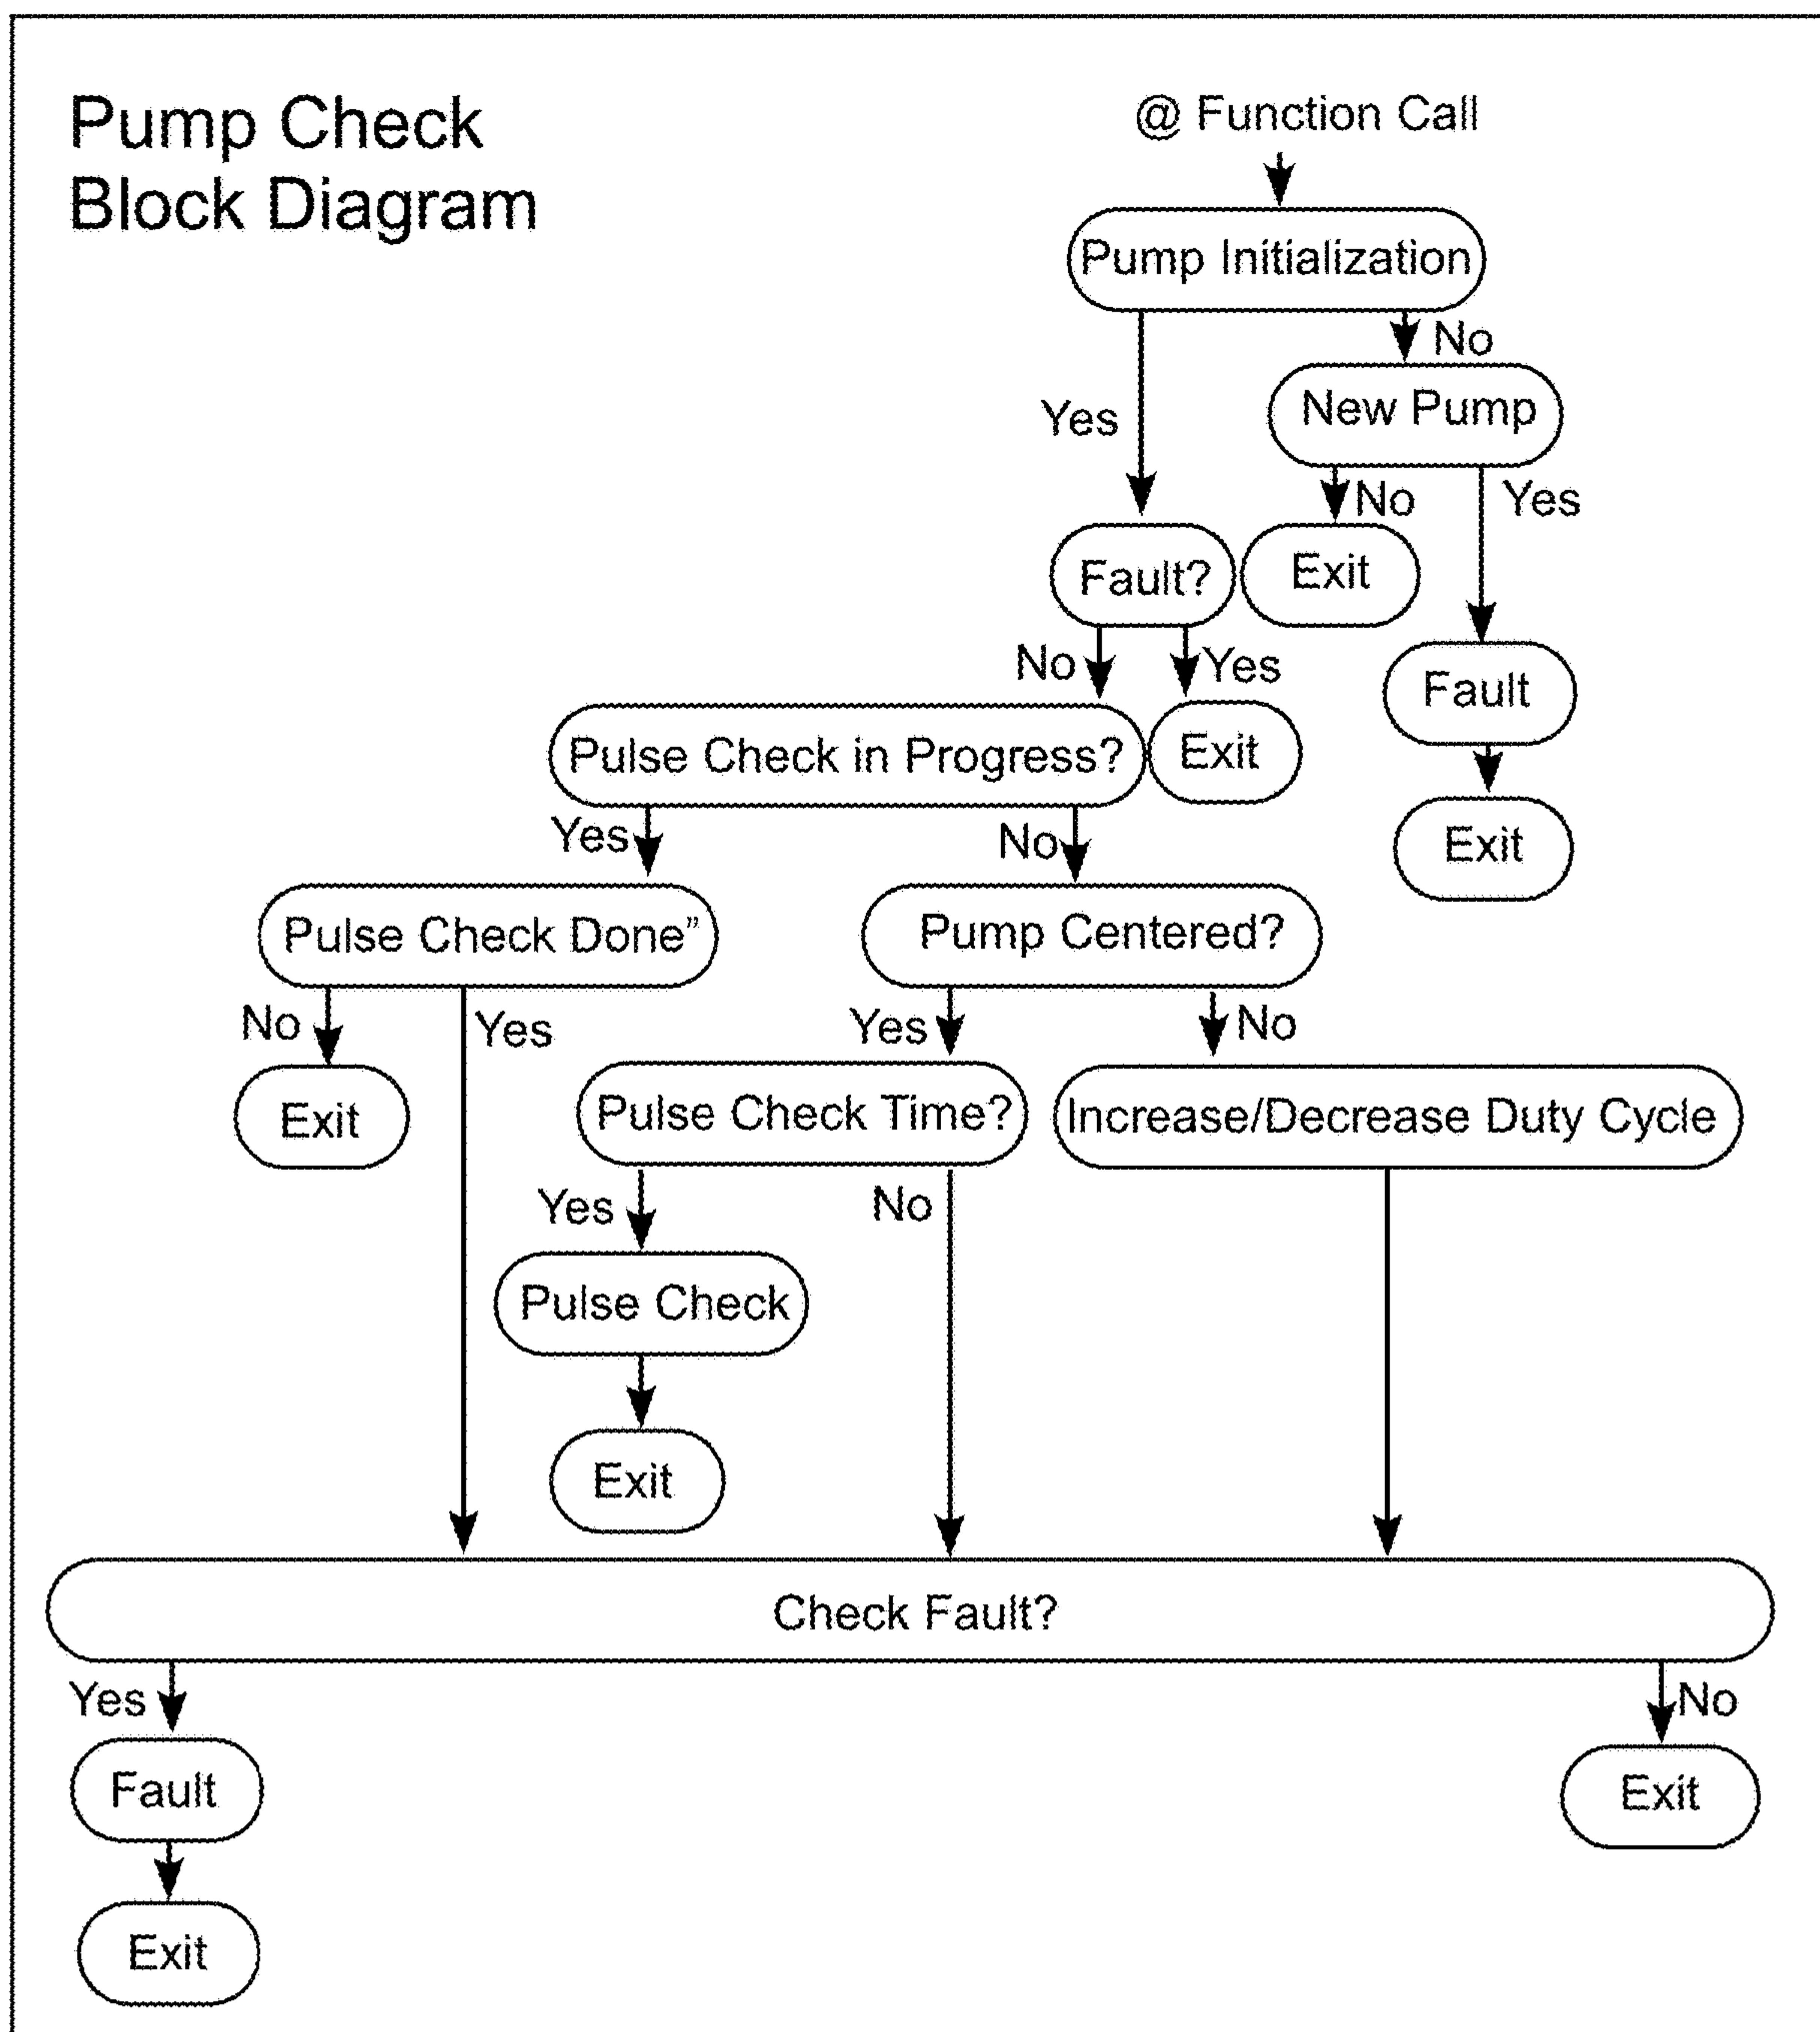 Pump Check
Block Diagram
@ Function Call
Pump Initialization
No
Yes
New Pump
No
Yes
Fault?
Exit
No
Yes
Fault
Pulse Check in Progress?
Exit
Yes
No
Exit
Pulse Check Done”
Pump Centered?
No
Yes
Yes
No
Exit
Pulse Check Time?
Increase/Decrease Duty Cycle
Yes
No
Pulse Check
Exit
Check Fault?
Yes
No
Fault
Exit
Exit